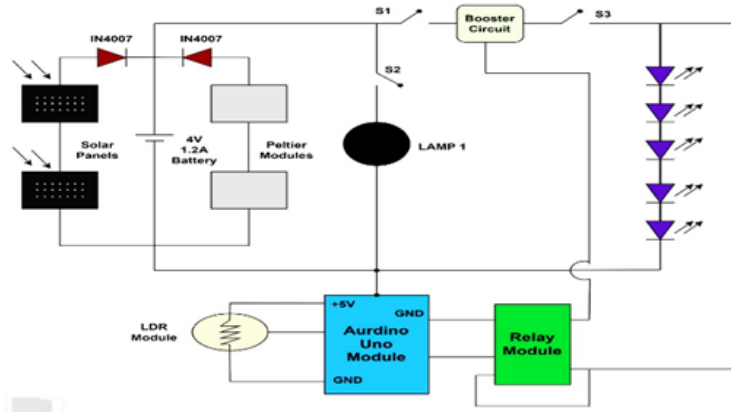 S1
Booster
Circuit
S3
IN4007
IN4007
S2
Solar
Panels
4V
1.2A
Battery
Peltier
Modules
LAMP 1
+5V
GND
LDR
Module
Aurdino
Uno
Module
GND
Relay
Module